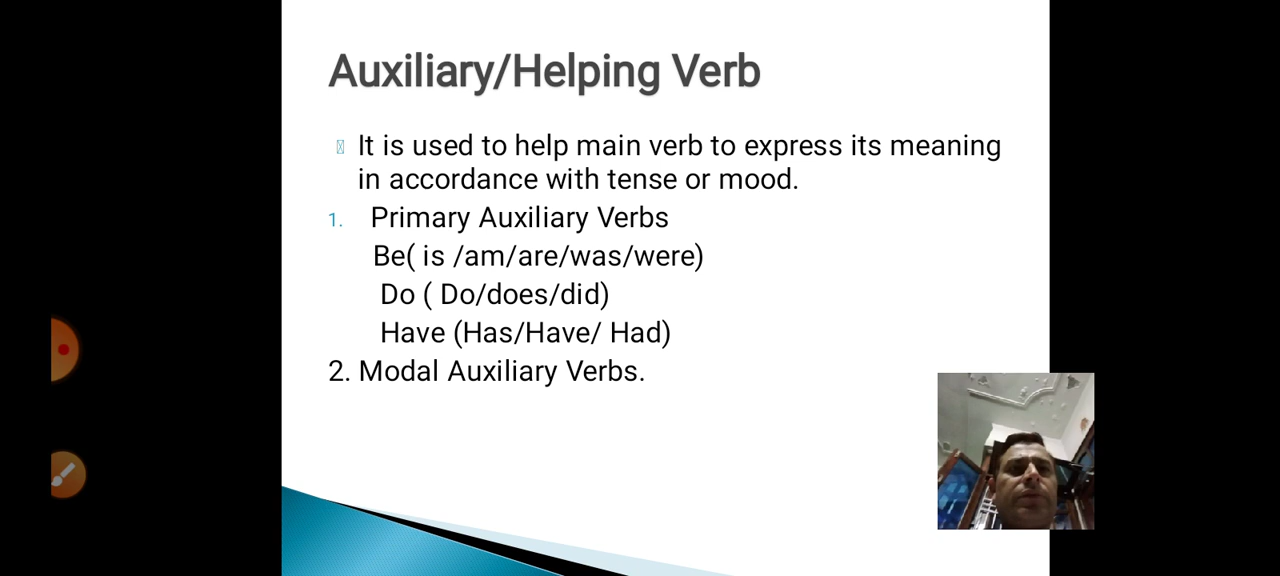 Auxiliary/Helping Verb
It is used to help main verb to express its meaning
in accordance with tense or mood.
1. Primary Auxiliary Verbs
Be( is /am/are/was/were)
Do ( Do/does/did)
Have (Has/Have/ Had)
2. Modal Auxiliary Verbs.